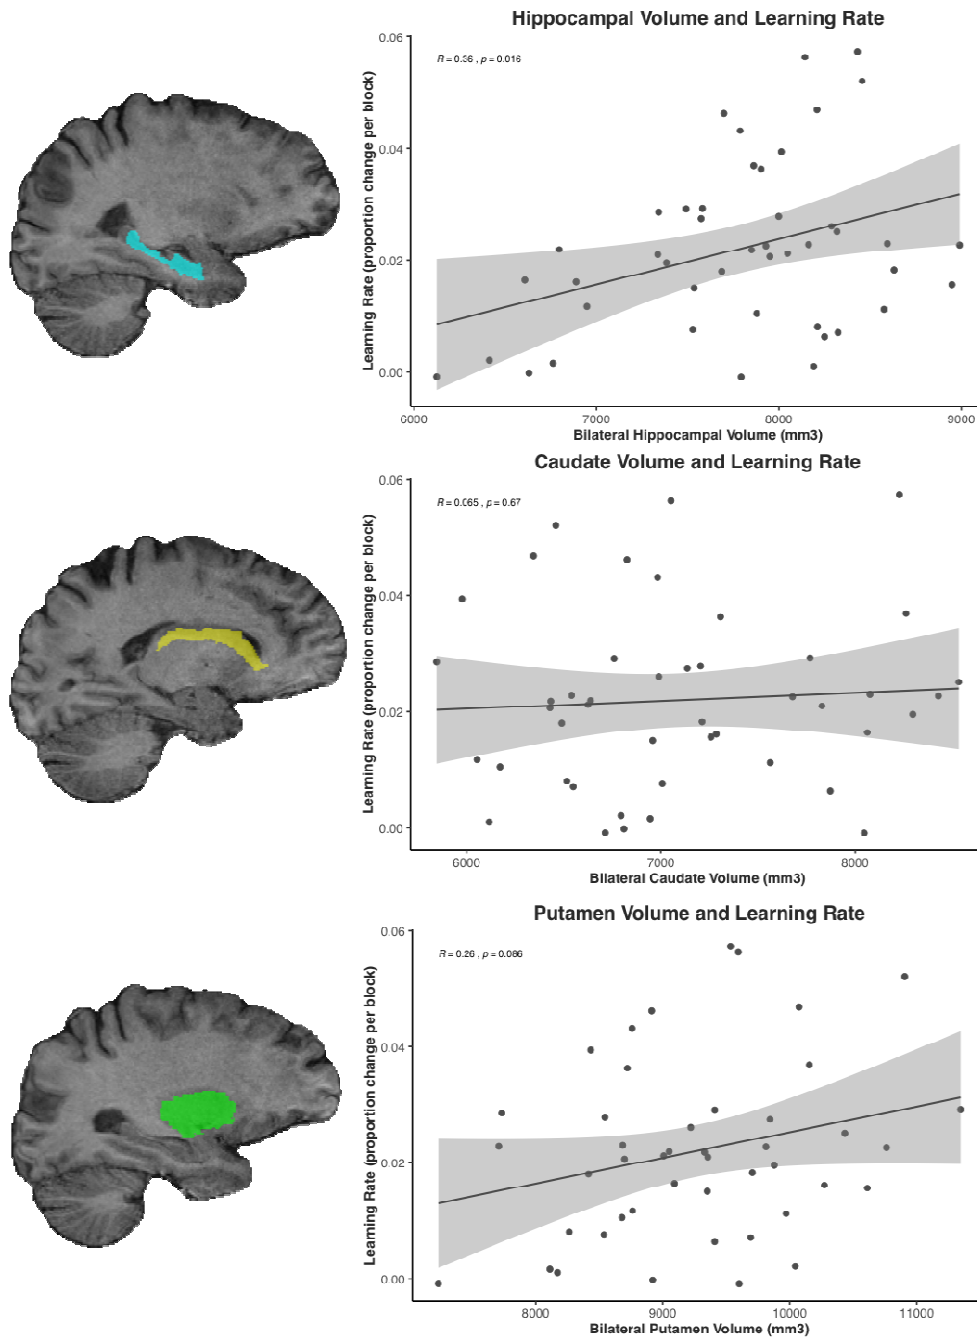 Hippocampal Volume and Learning Rate
0.06
R = 0.36 , p = 0.016
0.04
0.02
0.00
Learning Rate (proportion change per block)
6000 7000 8000 9000
Bilateral Hippocampal Volume (mm3)
Caudate Volume and Learning Rate
0.06
R = 0.065 , p = 0.67
0.04
0.02
0.00
Learning Rate (proportion change per block)
6000 7000 8000
Bilateral Caudate Volume (mm3)
Putamen Volume and Learning Rate
0.06
R = 0.26 , p = 0.086
0.04
0.02
0.00
Learning Rate (proportion change per block)
8000 9000 10000 11000
Bilateral Putamen Volume (mm3)